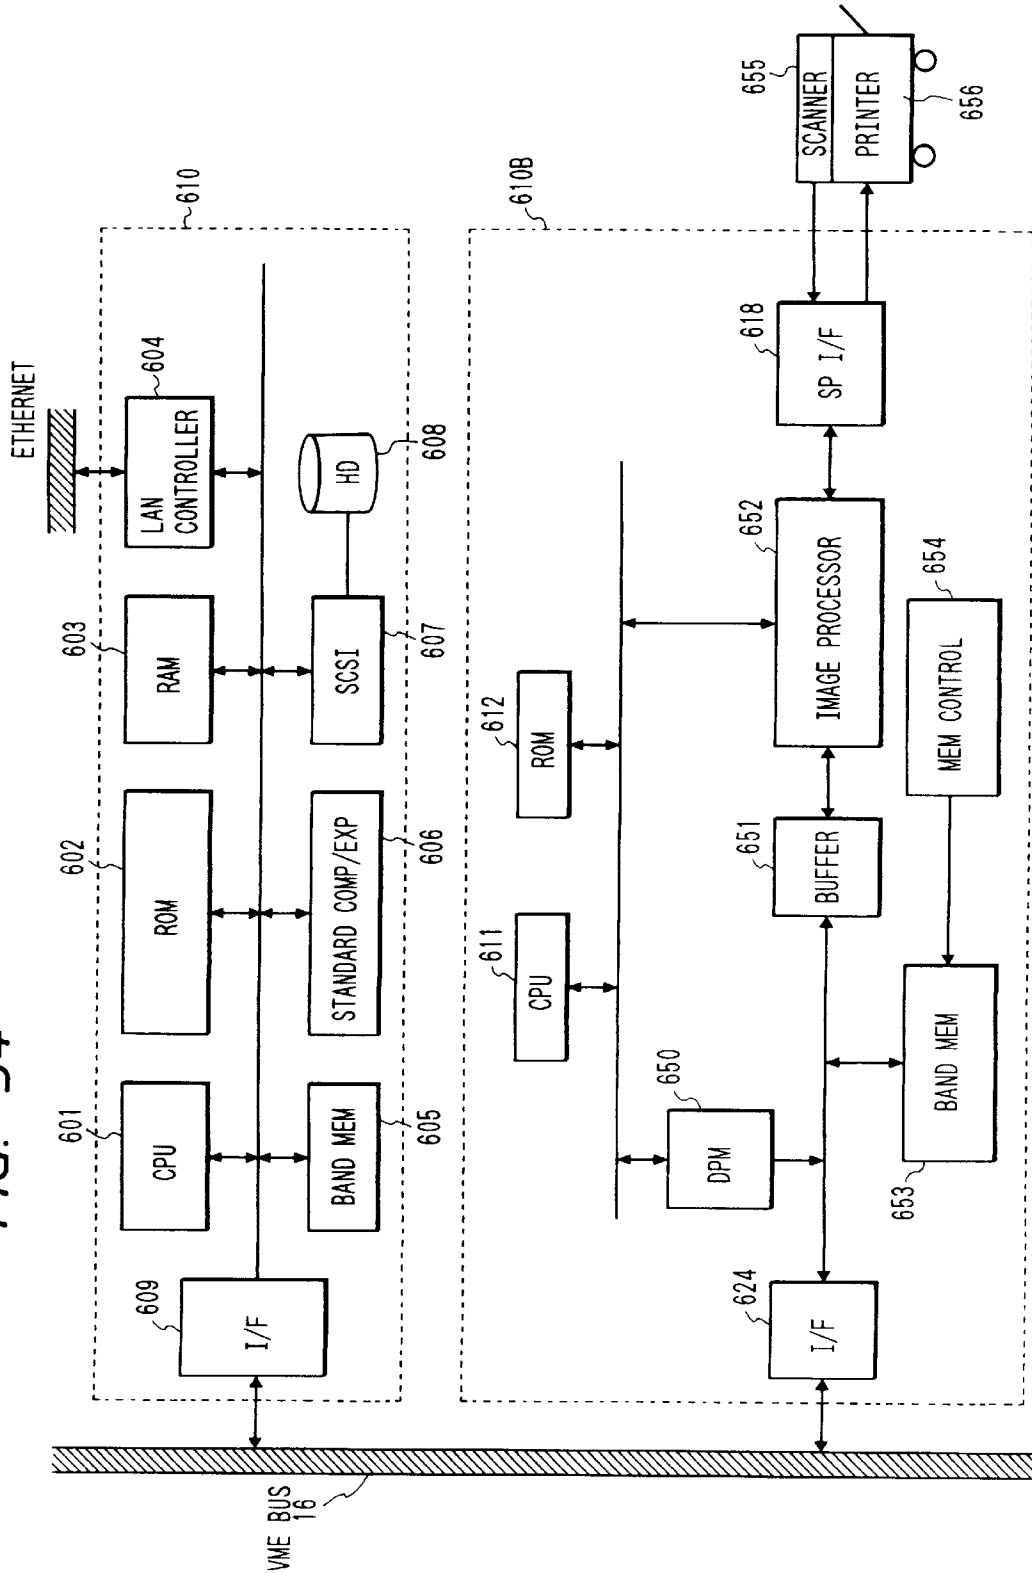 ETHERNET
610
604
LAN
CONTROLLER
603
RAM
602
ROM
601
CPU
609
I/F
HD
608
SCSI
607
STANDARD COMP/EXP
606
BAND MEM
605
VME BUS
16
610B
612
ROM
611
CPU
650
DPM
624
I/F
651
BUFFER
652
IMAGE PROCESSOR
618
SP I/F
655
SCANNER
PRINTER
656
654
MEM CONTROL
BAND MEM
653